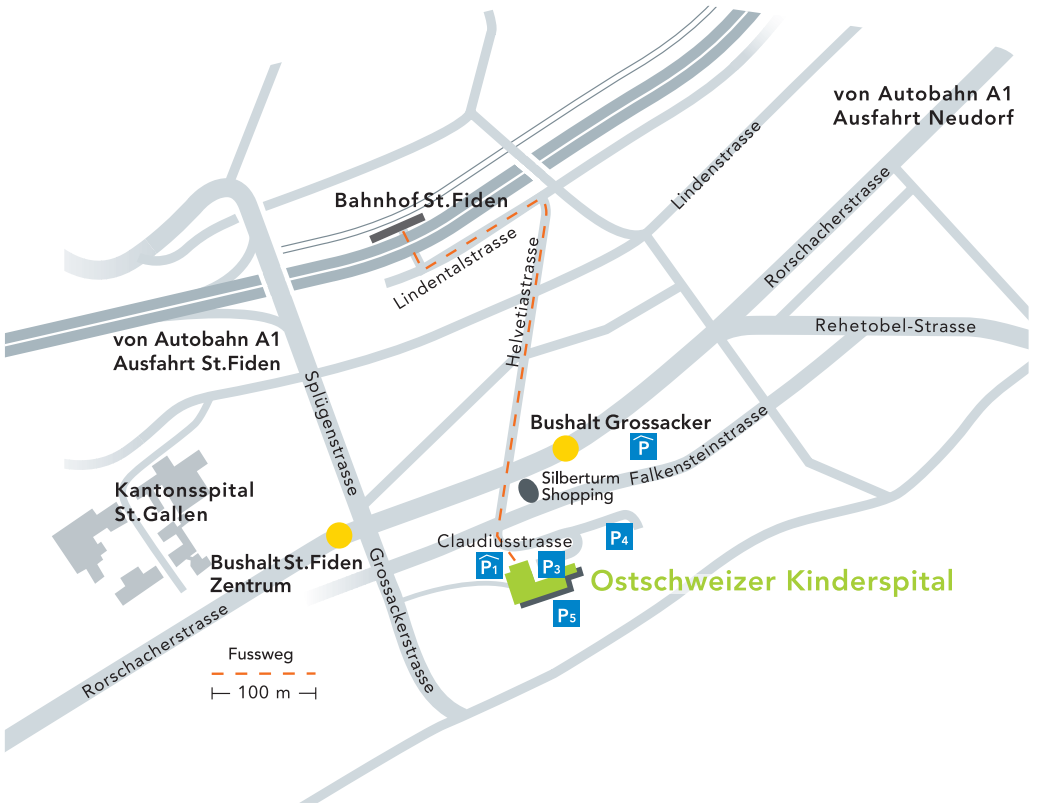 von Autobahn A1
Ausfahrt Neudorf
Lindenstrasse
Bahnhof St.Fiden
Rorschacherstrasse
Lindentalstrasse
Helvetiastrasse
Rehetobel-Strasse
von Autobahn A1
Ausfahrt St.Fiden
Splügenstrasse
Bushalt Grossacker
P
Falkensteinstrasse
Silberturm
Shopping
Kantonsspital
St.Gallen
Claudiusstrasse
P4
Bushalt St.Fiden
Zentrum
P1
P3
Ostschweizer Kinderspital
P5
Grossackerstrasse
Rorschacherstrasse
Fussweg
100 m